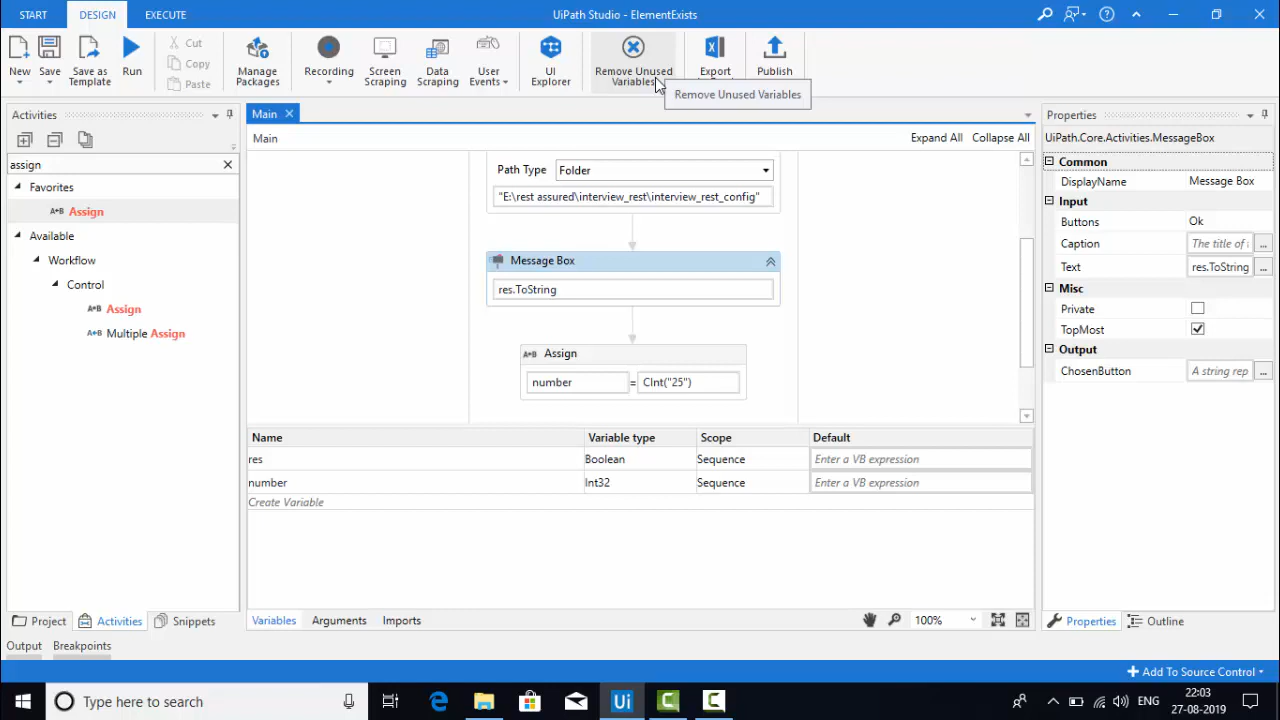 START DESIGN EXECUTE UiPath Studio - ElementExists
New Save Save as Template Run Cut Copy Paste Manage Packages Recording Screen Scraping Data Scraping User Events UI Explorer Remove Unused Variables Export Publish
Remove Unused Variables
Activities
assign
Favorites
Assign
Available
Workflow
Control
Assign
Multiple Assign
Main
Main Expand All Collapse All
Path Type Folder
"E:\rest assured\interview_rest\interview_rest_config"
Message Box
res.ToString
Assign
number = CInt("25")
Name Variable type Scope Default
res Boolean Sequence Enter a VB expression
number Int32 Sequence Enter a VB expression
Create Variable
Variables Arguments Imports 100%
Properties
UiPath.Core.Activities.MessageBox
Common
DisplayName Message Box
Input
Buttons Ok
Caption The title of ...
Text res.ToString ...
Misc
Private
TopMost
Output
ChosenButton A string rep ...
Properties Outline
Project Activities Snippets
Output Breakpoints
Add To Source Control
Type here to search
Ui
ENG
22:03
27-08-2019